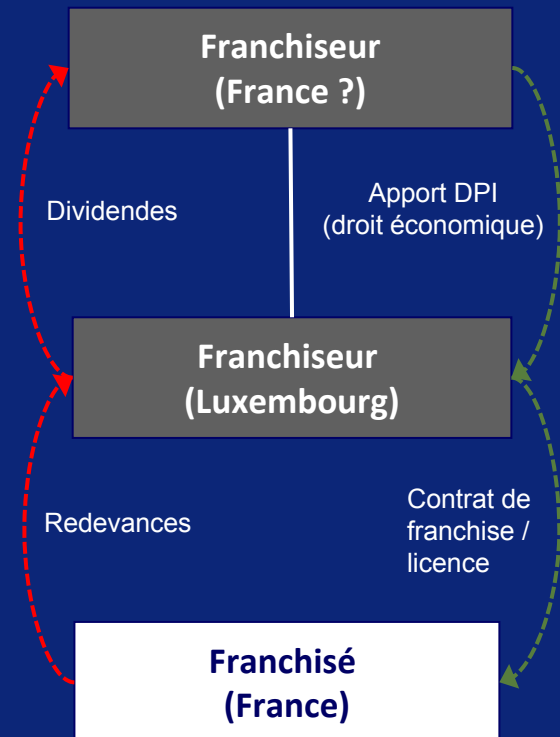 Franchiseur
(France ?)
Dividendes
Apport DPI
(droit économique)
Franchiseur
(Luxembourg)
Redevances
Contrat de
franchise /
licence
Franchisé
(France)